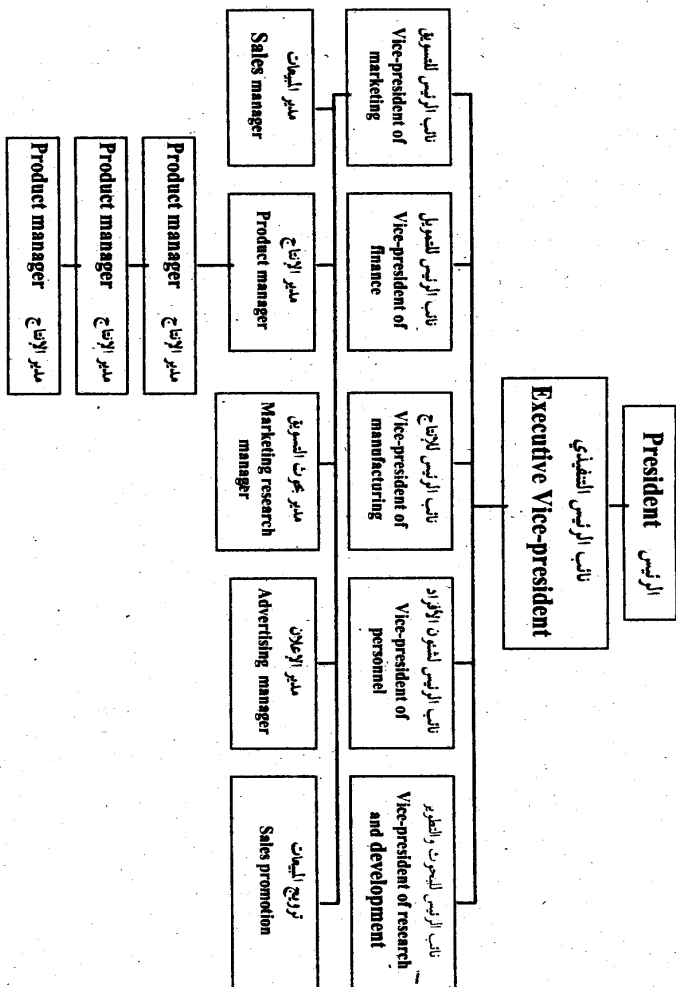 President الرئيس
نائب الرئيس التنفيذي
Executive Vice-president
نائب الرئيس للتسويق
Vice-president of
marketing
نائب الرئيس للتمويل
Vice-president of
finance
نائب الرئيس للإنتاج
Vice-president of
manufacturing
نائب الرئيس لشئون الأفراد
Vice-president of
personnel
نائب الرئيس للبحوث والتطوير
Vice-president of research
and development
مدير المبيعات
Sales manager
مدير الإنتاج
Product manager
مدير بحوث التسويق
Marketing research
manager
مدير الإعلان
Advertising manager
ترويج المبيعات
Sales promotion
Product manager مدير الإنتاج
Product manager مدير الإنتاج
Product manager مدير الإنتاج